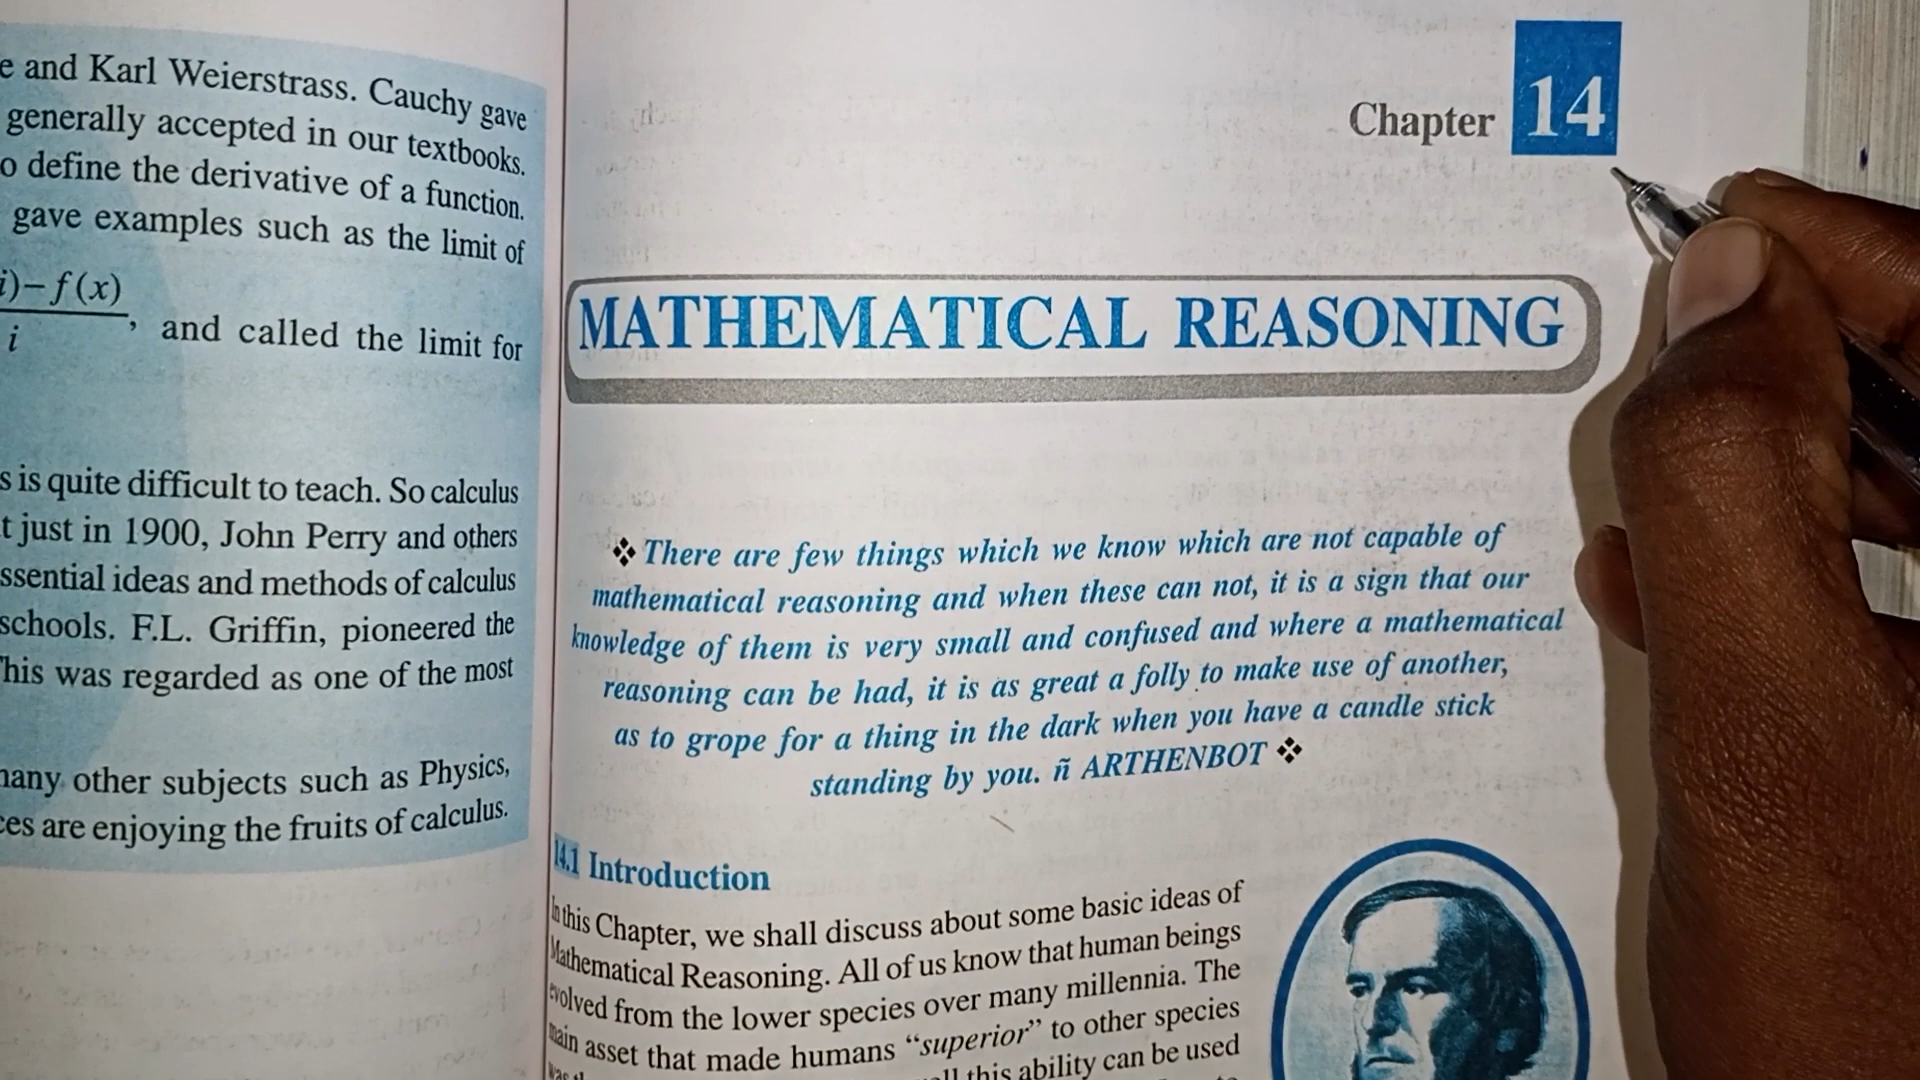 e and Karl Weierstrass. Cauchy gave
generally accepted in our textbooks.
o define the derivative of a function.
gave examples such as the limit of
i)−f(x)
i
, and called the limit for
s is quite difficult to teach. So calculus
t just in 1900, John Perry and others
ssential ideas and methods of calculus
schools. F.L. Griffin, pioneered the
This was regarded as one of the most
many other subjects such as Physics,
ces are enjoying the fruits of calculus.
Chapter 14
MATHEMATICAL REASONING
❖ There are few things which we know which are not capable of
mathematical reasoning and when these can not, it is a sign that our
knowledge of them is very small and confused and where a mathematical
reasoning can be had, it is as great a folly to make use of another,
as to grope for a thing in the dark when you have a candle stick
standing by you. ñ ARTHENBOT ❖
14.1 Introduction
In this Chapter, we shall discuss about some basic ideas of
Mathematical Reasoning. All of us know that human beings
evolved from the lower species over many millennia. The
main asset that made humans “superior” to other species
this ability can be used